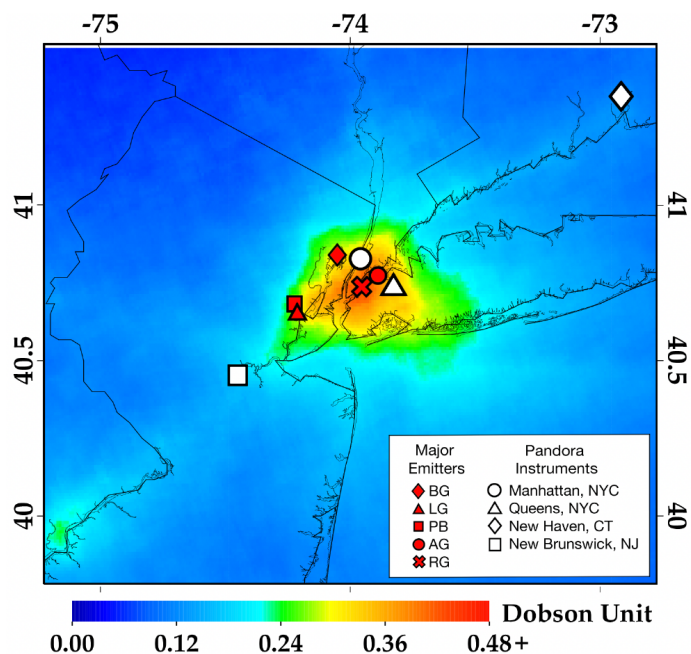 -75 -74 -73
41 41
40.5 40.5
40 40
Major Emitters
BG
LG
PB
AG
RG
Pandora Instruments
Manhattan, NYC
Queens, NYC
New Haven, CT
New Brunswick, NJ
Dobson Unit
0.00 0.12 0.24 0.36 0.48+